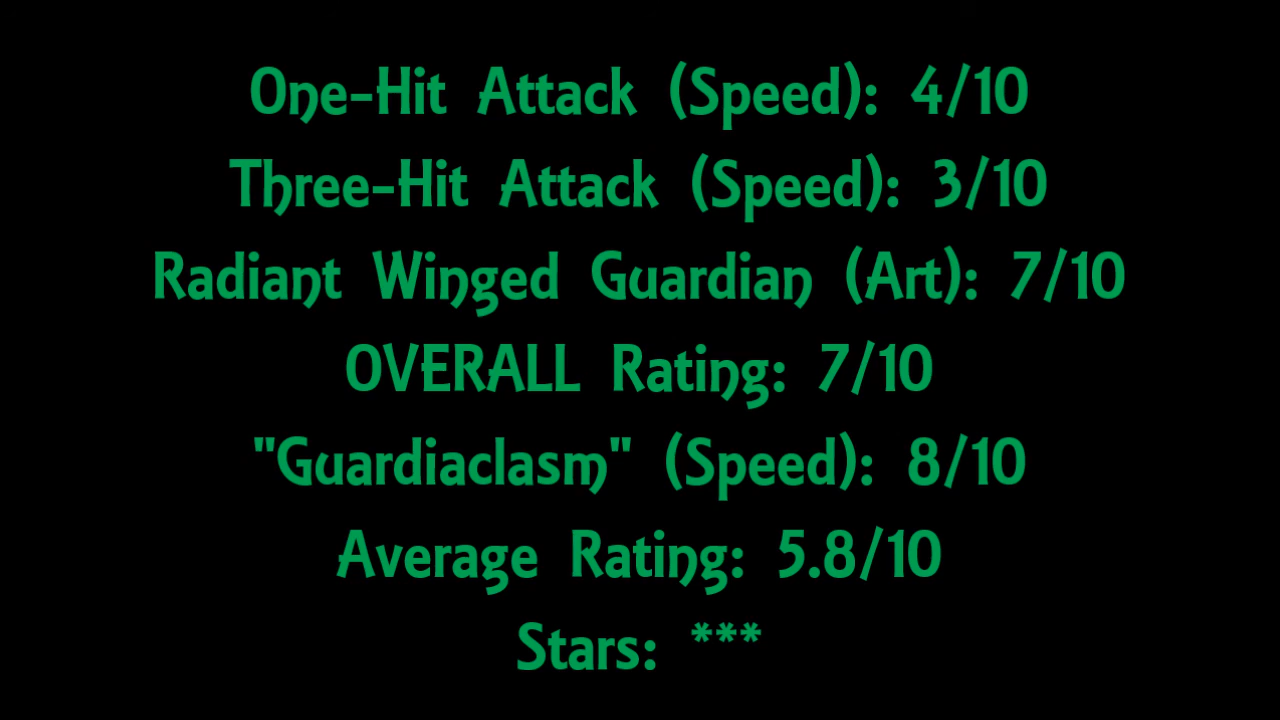 One-Hit Attack (Speed): 4/10
Three-Hit Attack (Speed): 3/10
Radiant Winged Guardian (Art): 7/10
OVERALL Rating: 7/10
"Guardiaclasm" (Speed): 8/10
Average Rating: 5.8/10
Stars: ***